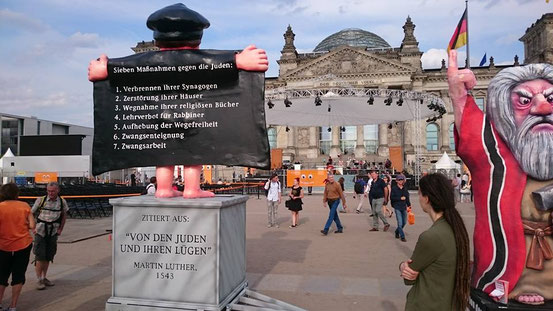 Sieben Maßnahmen gegen die Juden:
1. Verbrennen ihrer Synagogen
2. Zerstörung ihrer Häuser
3. Wegnahme ihrer religiösen Bücher
4. Lehrverbot für Rabbiner
5. Aufhebung der Wegefreiheit
6. Zwangsenteignung
7. Zwangsarbeit
ZITIERT AUS:
"VON DEN JUDEN
UND IHREN LÜGEN"
MARTIN LUTHER,
1543